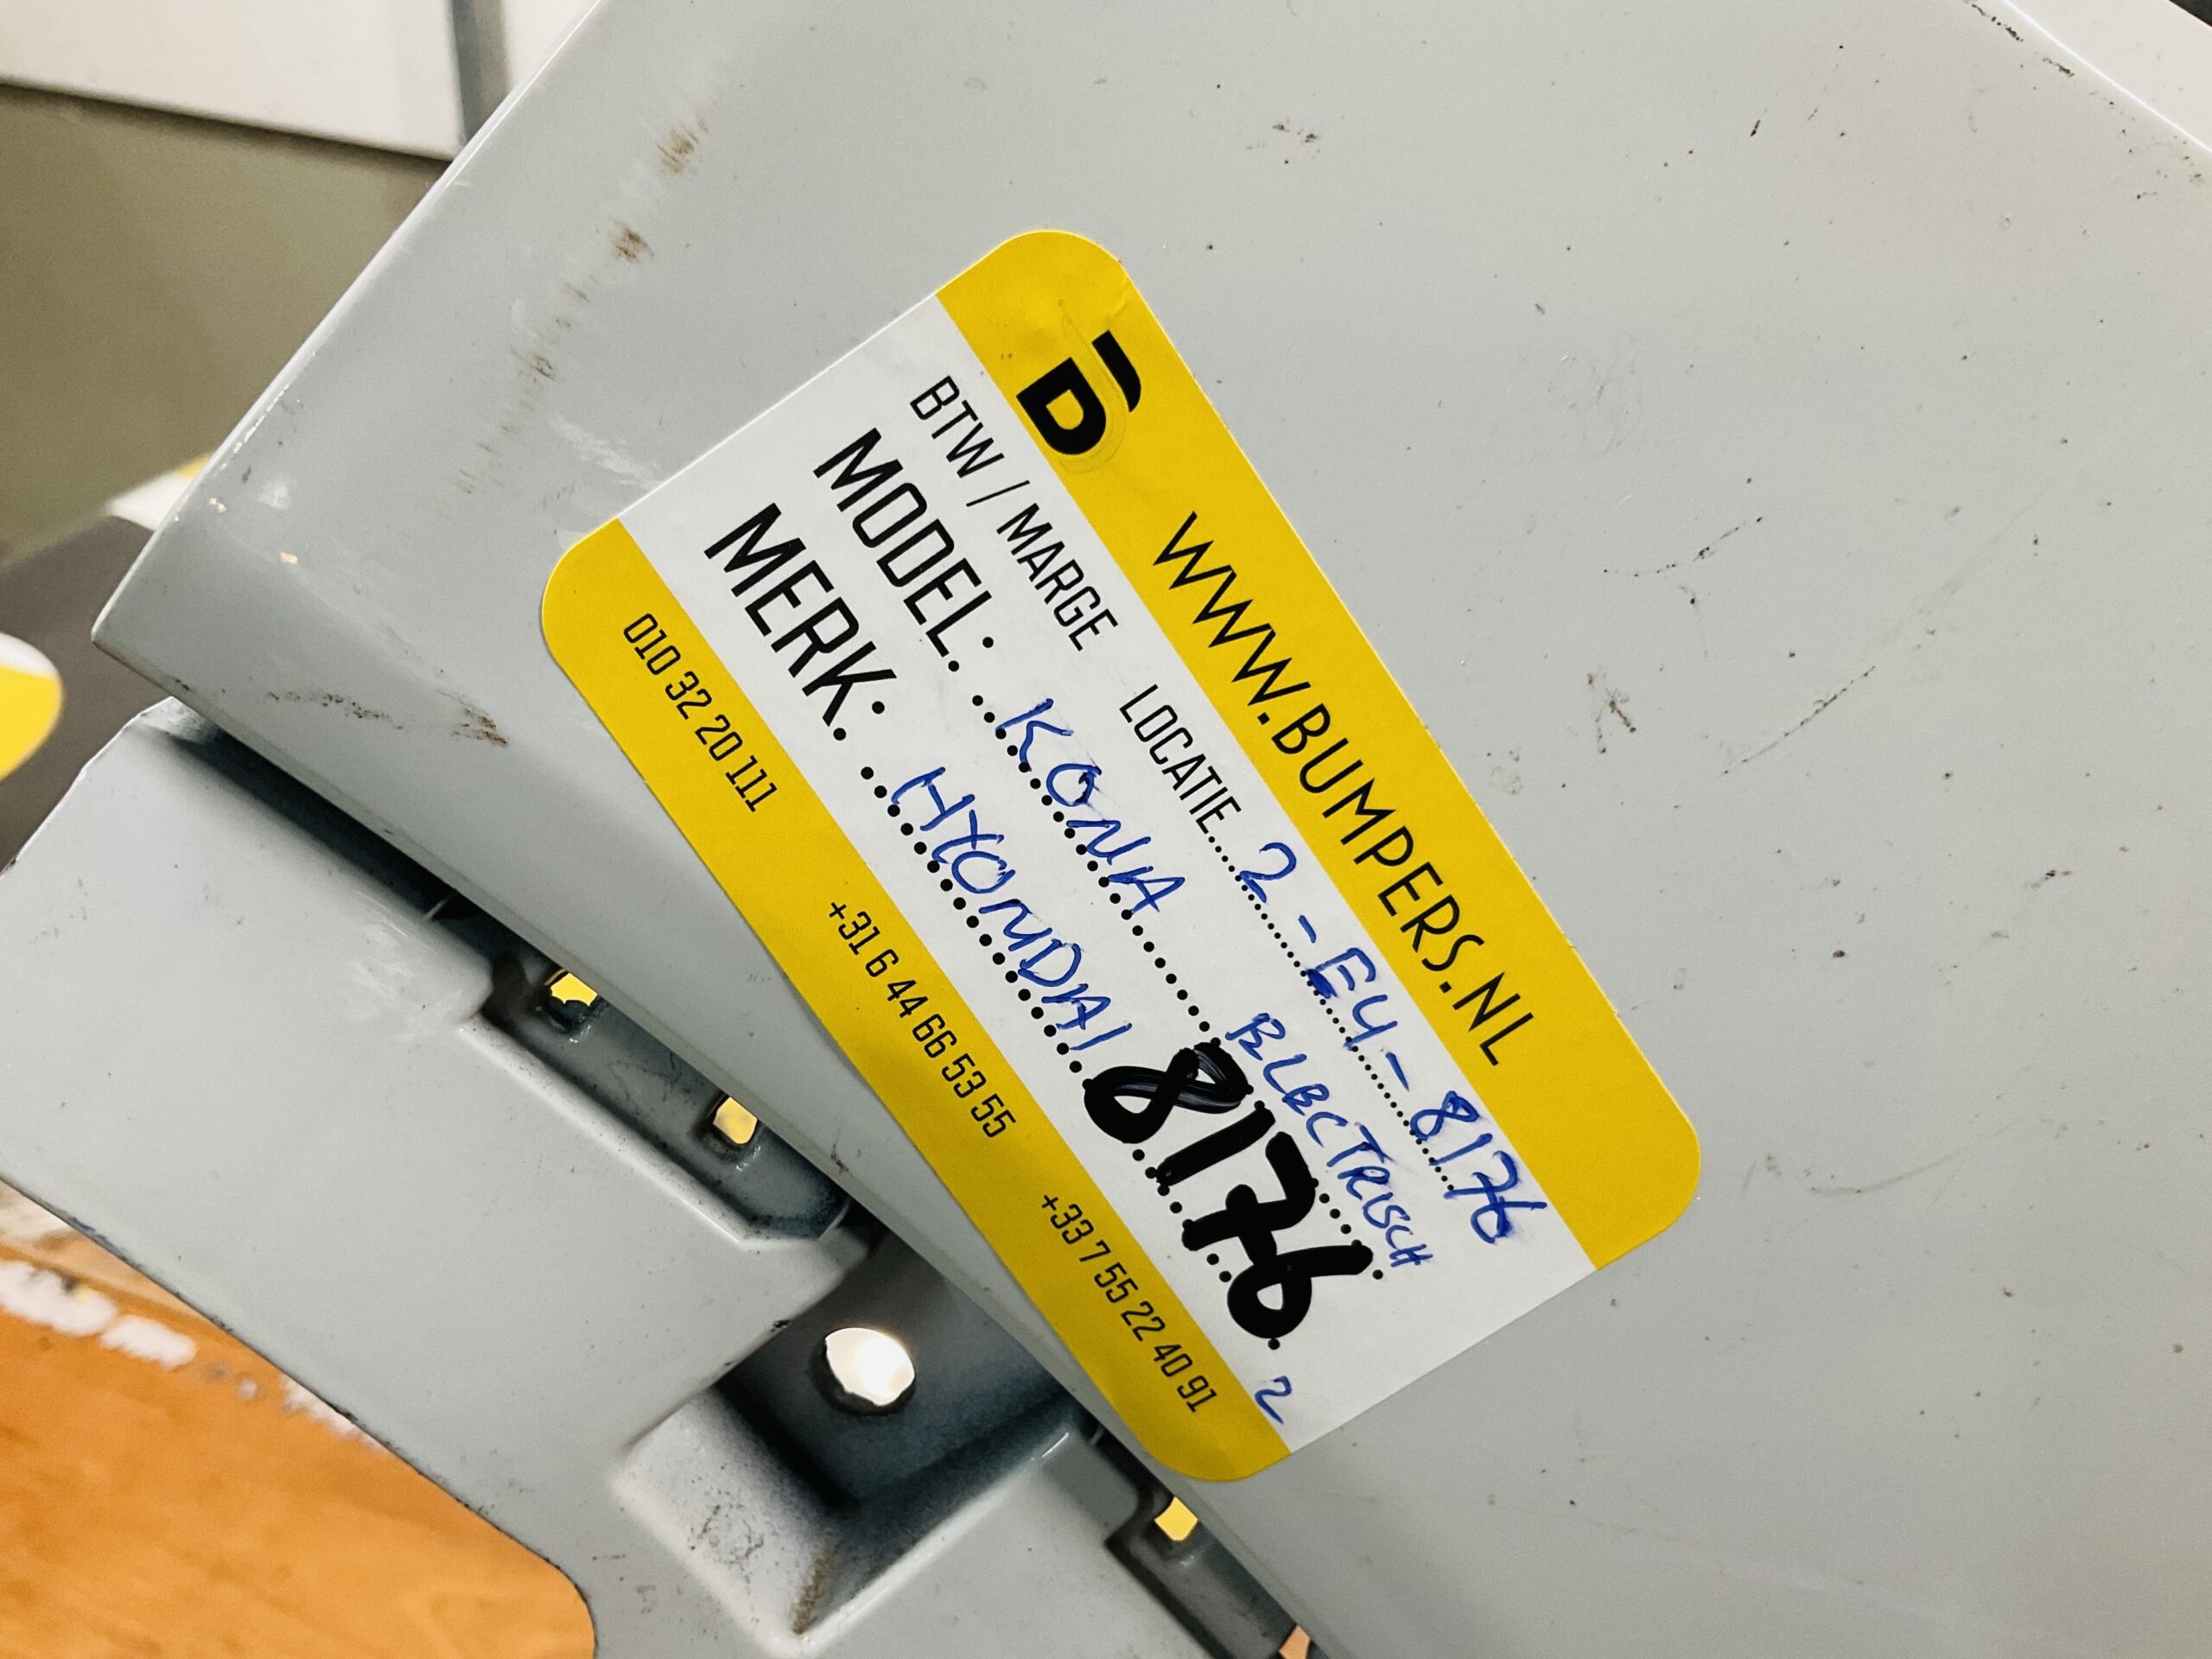 WWW.BUMPERS.NL
BTW / MARGE LOCATIE 2-E4-8176
MODEL: KONA ELECTRISCH
MERK: HYONDAI 8176 2
010 32 20 111 +31 6 44 66 53 55 +33 7 55 22 40 91